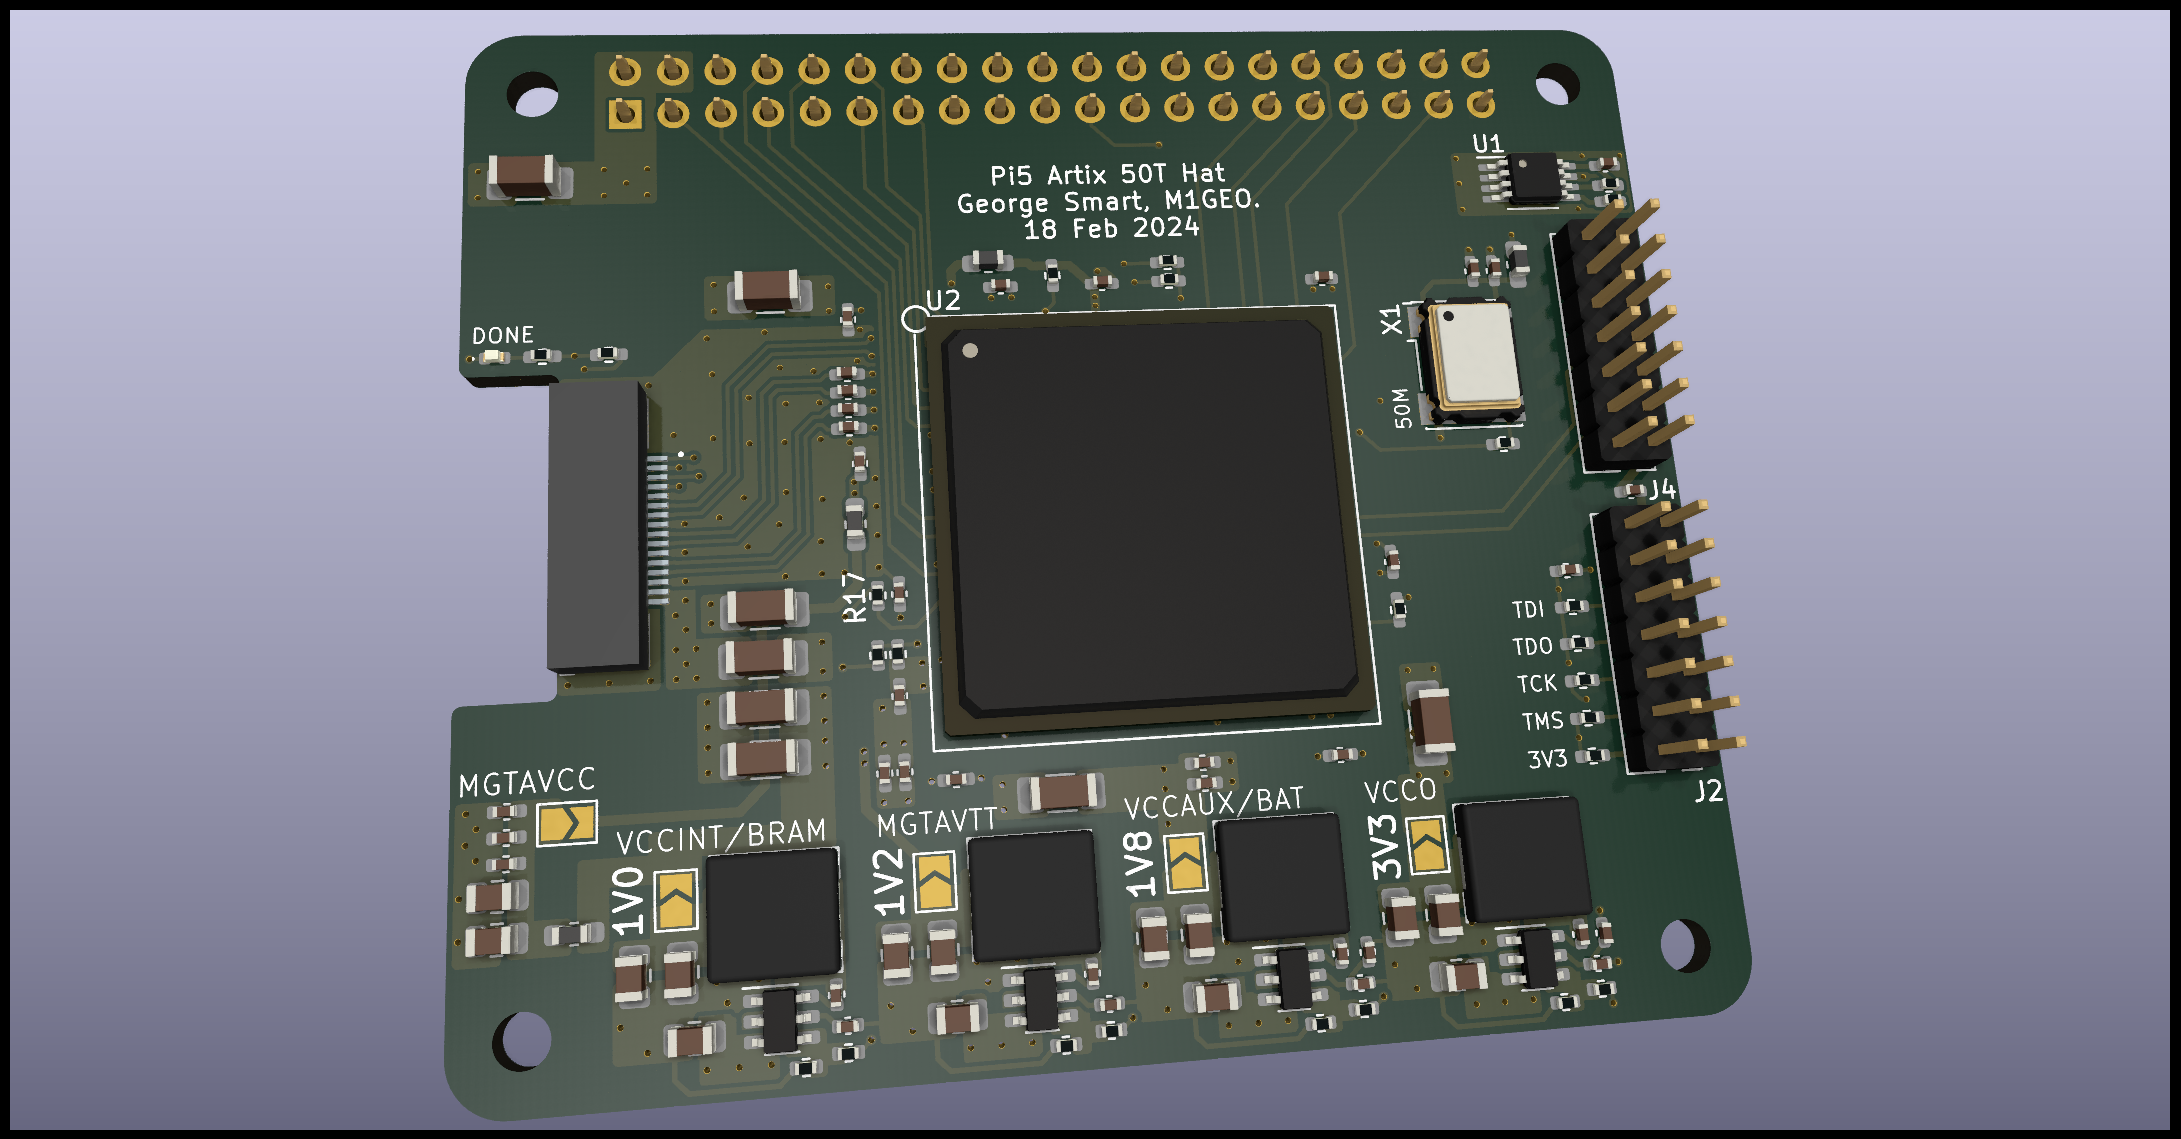 U1
Pi5 Artix 50T Hat
George Smart, M1GEO.
18 Feb 2024
U2
X1
DONE
50M
J4
R17
TDI
TDO
TCK
TMS
3V3
J2
MGTAVCC
VCCINT/BRAM
MGTAVTT
VCCAUX/BAT
VCCO
1V0
1V2
1V8
3V3